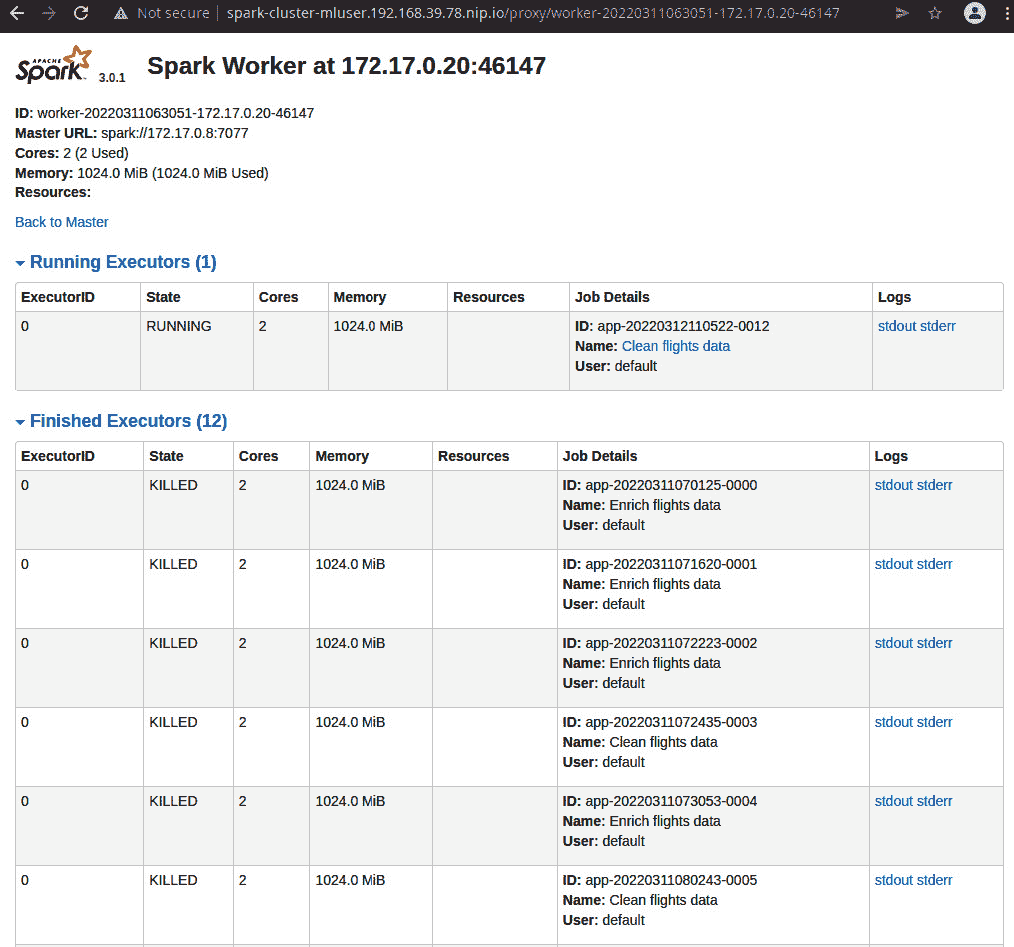 Not secure | spark-cluster-mluser.192.168.39.78.nip.io/proxy/worker-20220311063051-172.17.0.20-46147
APACHE Spark 3.0.1 Spark Worker at 172.17.0.20:46147
ID: worker-20220311063051-172.17.0.20-46147
Master URL: spark://172.17.0.8:7077
Cores: 2 (2 Used)
Memory: 1024.0 MiB (1024.0 MiB Used)
Resources:
Back to Master
Running Executors (1)
ExecutorID State Cores Memory Resources Job Details Logs
0 RUNNING 2 1024.0 MiB ID: app-20220312110522-0012 stdout stderr
Name: Clean flights data
User: default
Finished Executors (12)
ExecutorID State Cores Memory Resources Job Details Logs
0 KILLED 2 1024.0 MiB ID: app-20220311070125-0000 stdout stderr
Name: Enrich flights data
User: default
0 KILLED 2 1024.0 MiB ID: app-20220311071620-0001 stdout stderr
Name: Enrich flights data
User: default
0 KILLED 2 1024.0 MiB ID: app-20220311072223-0002 stdout stderr
Name: Enrich flights data
User: default
0 KILLED 2 1024.0 MiB ID: app-20220311072435-0003 stdout stderr
Name: Clean flights data
User: default
0 KILLED 2 1024.0 MiB ID: app-20220311073053-0004 stdout stderr
Name: Enrich flights data
User: default
0 KILLED 2 1024.0 MiB ID: app-20220311080243-0005 stdout stderr
Name: Clean flights data
User: default